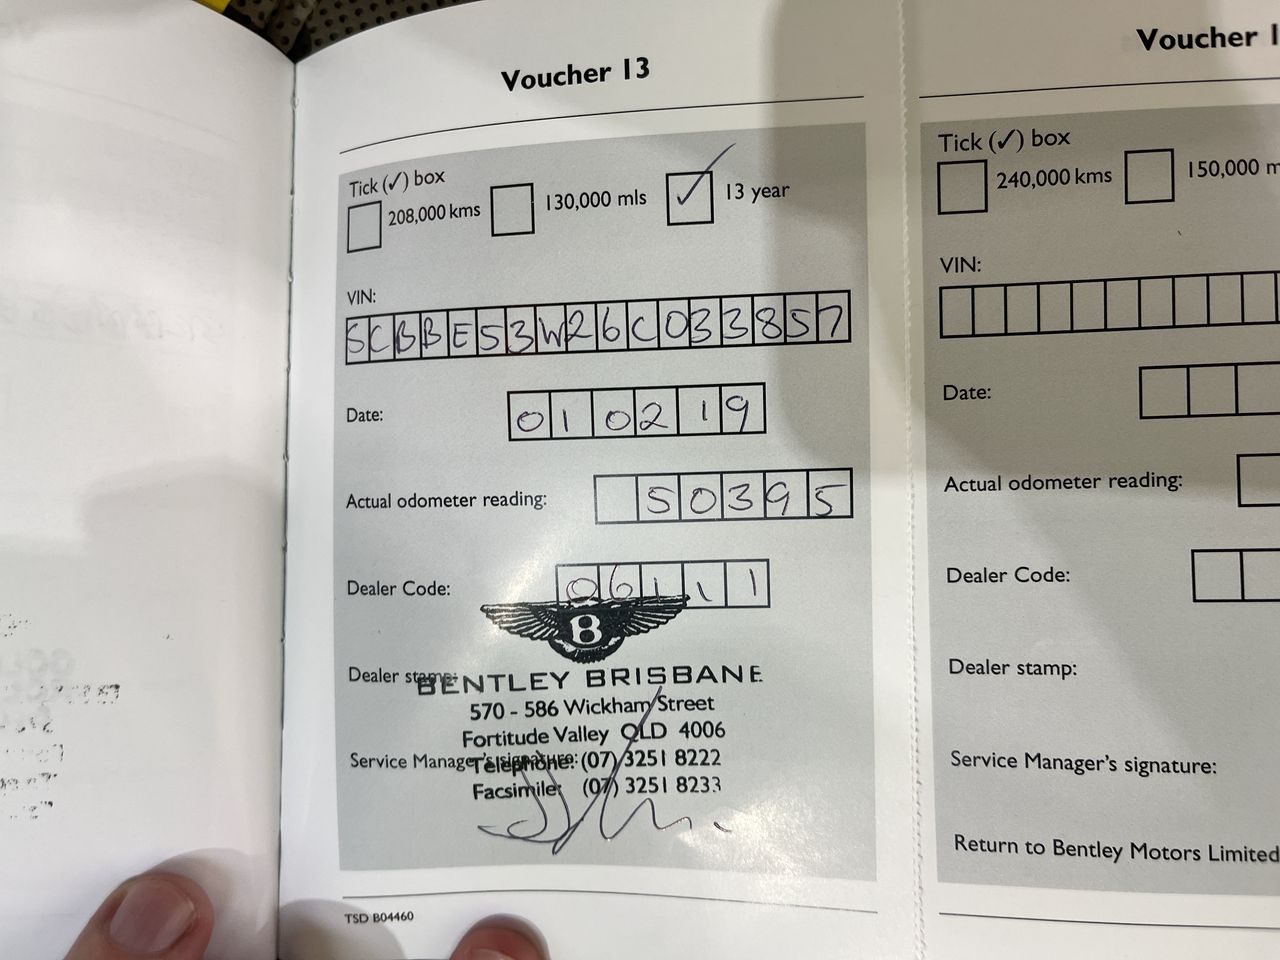 Voucher 13
Tick (✓) box
208,000 kms
130,000 mls
13 year
VIN:
SCBBE53W26C033857
Date:
010219
Actual odometer reading:
50395
Dealer Code:
06111
B
Dealer stamp:
BENTLEY BRISBANE
570 - 586 Wickham Street
Fortitude Valley QLD 4006
Service Manager's signature:
Telephone: (07) 3251 8222
Facsimile: (07) 3251 8233
TSD B04460
Voucher 1
Tick (✓) box
240,000 kms
150,000 m
VIN:
Date:
Actual odometer reading:
Dealer Code:
Dealer stamp:
Service Manager's signature:
Return to Bentley Motors Limited